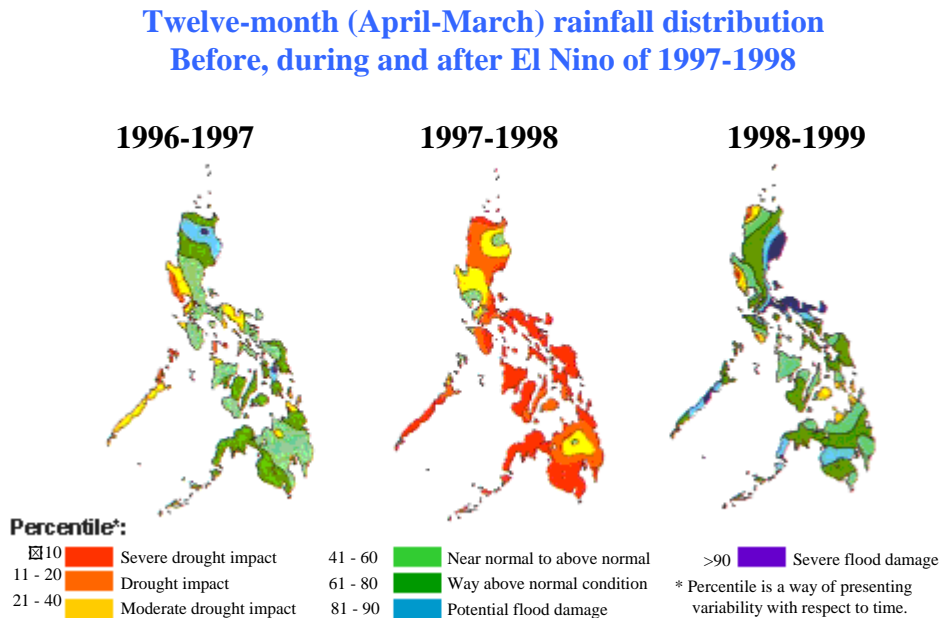 Twelve-month (April-March) rainfall distribution
Before, during and after El Nino of 1997-1998
1996-1997
1997-1998
1998-1999
Percentile*:
☒10 Severe drought impact
11 - 20 Drought impact
21 - 40 Moderate drought impact
41 - 60 Near normal to above normal
61 - 80 Way above normal condition
81 - 90 Potential flood damage
>90 Severe flood damage
* Percentile is a way of presenting
variability with respect to time.